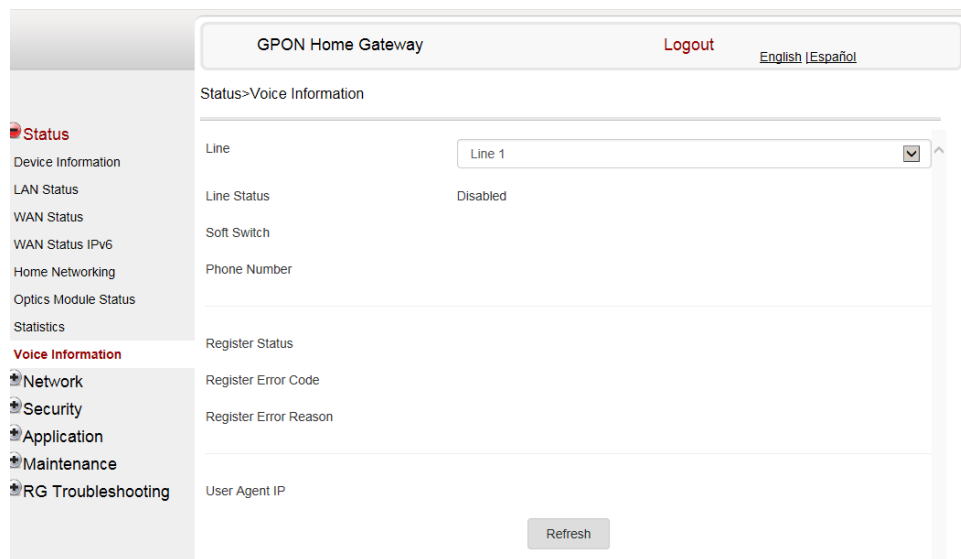 GPON Home Gateway
Logout
English |Español
Status>Voice Information
Status
Device Information
LAN Status
WAN Status
WAN Status IPv6
Home Networking
Optics Module Status
Statistics
Voice Information
Network
Security
Application
Maintenance
RG Troubleshooting
Line
Line 1
Line Status
Disabled
Soft Switch
Phone Number
Register Status
Register Error Code
Register Error Reason
User Agent IP
Refresh